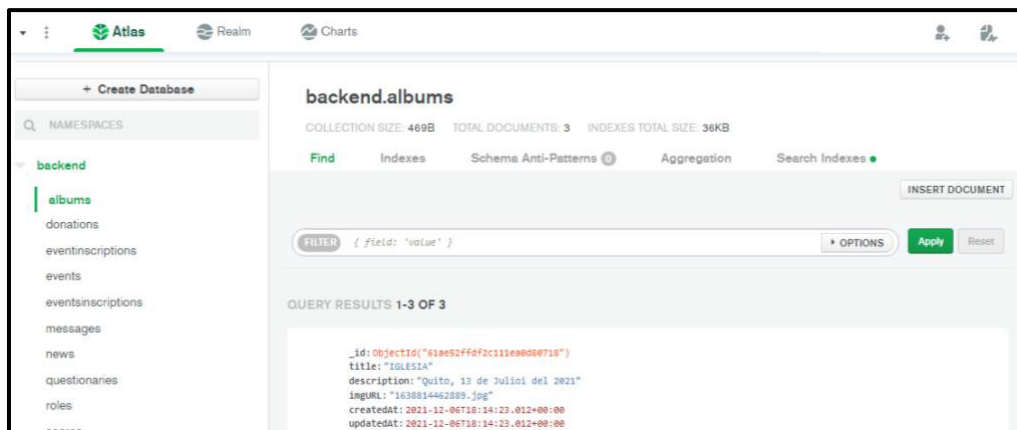 Atlas
Realm
Charts
+ Create Database
NAMESPACES
backend
albums
donations
eventinscriptions
events
eventsinscriptions
messages
news
questionaries
roles
backend.albums
COLLECTION SIZE: 469B TOTAL DOCUMENTS: 3 INDEXES TOTAL SIZE: 36KB
Find Indexes Schema Anti-Patterns 0 Aggregation Search Indexes
INSERT DOCUMENT
FILTER { field: 'value' } OPTIONS Apply Reset
QUERY RESULTS 1-3 OF 3
_id: ObjectId("61ae52ffdf2c111ea0d80718")
title: "IGLESIA"
description: "Quito, 13 de Julioi del 2021"
imgURL: "1638814462889.jpg"
createdAt: 2021-12-06T18:14:23.012+00:00
updatedAt: 2021-12-06T18:14:23.012+00:00